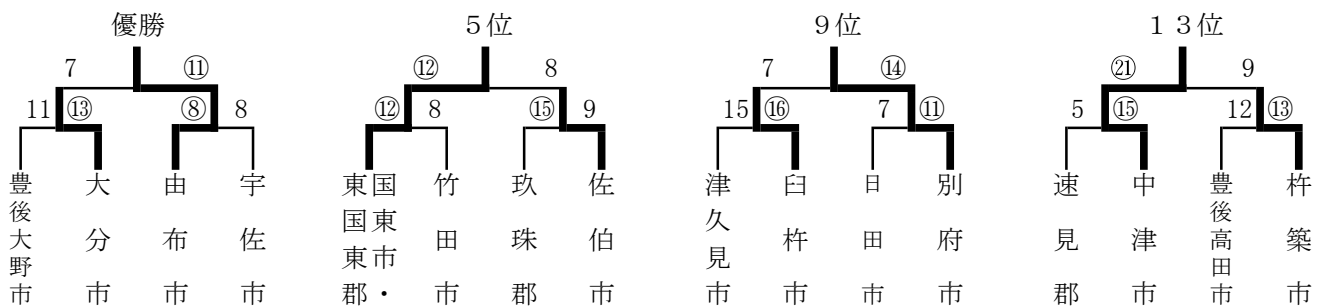 優勝 ５位 ９位 １３位
7 ⑪ ⑫ 8 7 ⑭ ㉑ 9
11 ⑬ ⑧ 8 ⑫ 8 ⑮ 9 15 ⑯ 7 ⑪ 5 ⑮ 12 ⑬
豊後大野市
大分市
由布市
宇佐市
国東市・
東国東郡
竹田市
玖珠郡
佐伯市
津久見市
臼杵市
日田市
別府市
速見郡
中津市
豊後高田市
杵築市